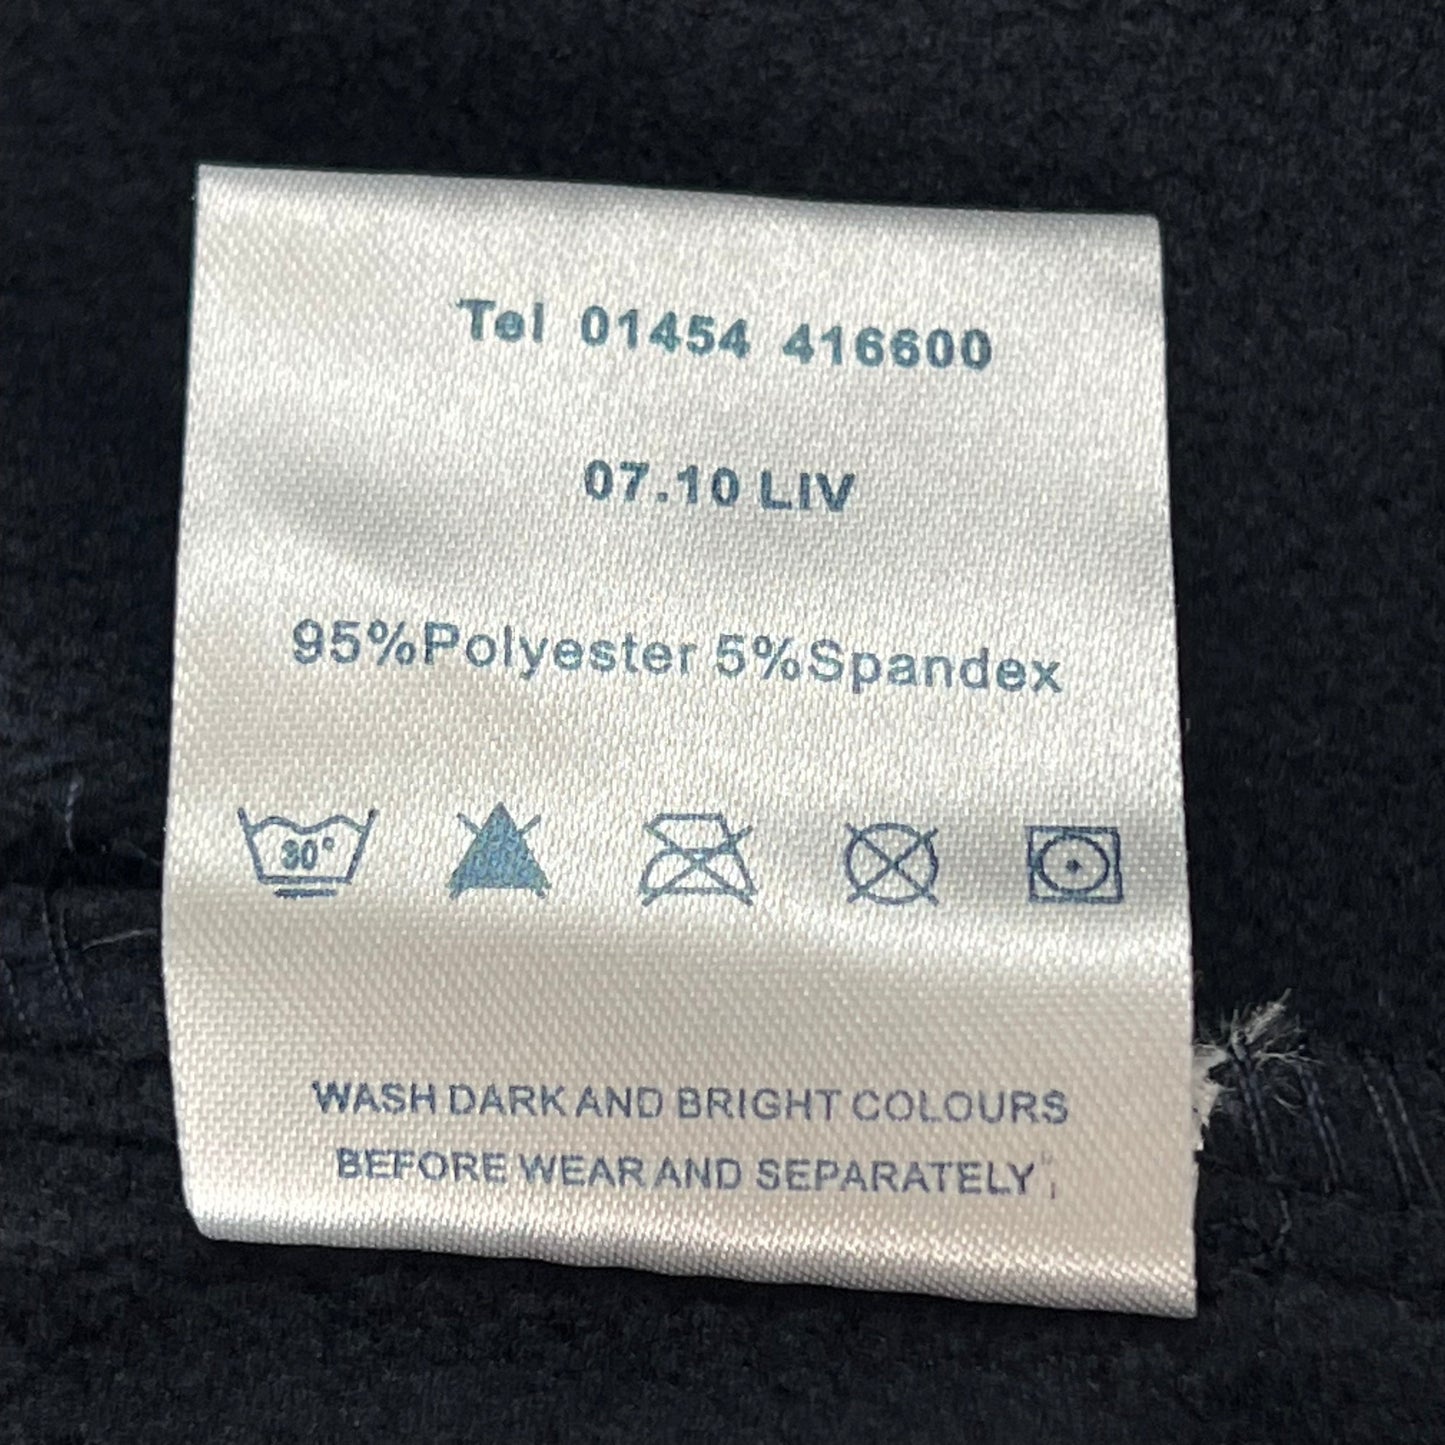 Tel 01454 416600
07.10 LIV
95%Polyester 5%Spandex
30°
WASH DARK AND BRIGHT COLOURS
BEFORE WEAR AND SEPARATELY